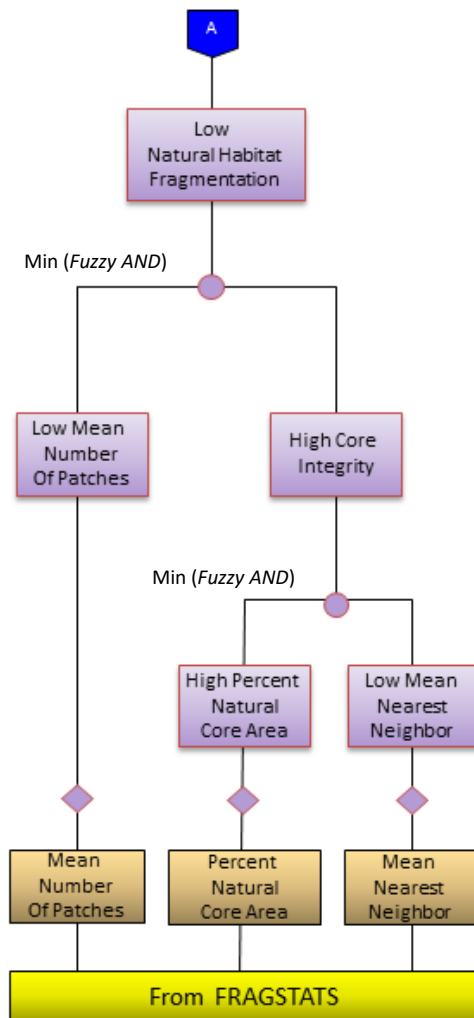 A
Low
Natural Habitat
Fragmentation
Min (Fuzzy AND)
Low Mean
Number
Of Patches
High Core
Integrity
Min (Fuzzy AND)
High Percent
Natural
Core Area
Low Mean
Nearest
Neighbor
Mean
Number
Of Patches
Percent
Natural
Core Area
Mean
Nearest
Neighbor
From FRAGSTATS